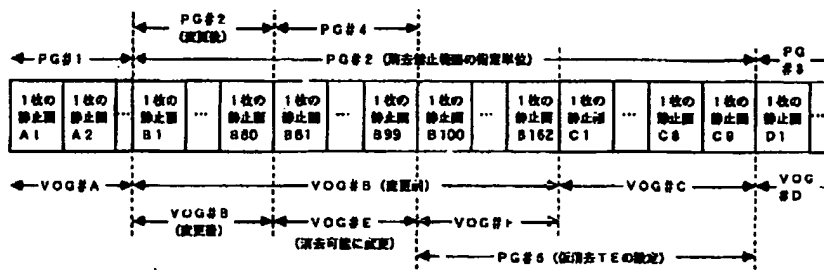 PG#2
(変更後)
PG#4
PG#1
PG#2 (消去禁止範囲の指定単位)
PG
#3
1枚の
静止画
A1
1枚の
静止画
A2
…
1枚の
静止画
B1
…
1枚の
静止画
B80
1枚の
静止画
B81
…
1枚の
静止画
B99
1枚の
静止画
B100
…
1枚の
静止画
B162
1枚の
静止画
C1
…
1枚の
静止画
C8
1枚の
静止画
C9
1枚の
静止画
D1
VOG#A
VOG#B (変更前)
VOG#C
VOG
#D
VOG#B
(変更後)
VOG#E
(消去可能に変更)
VOG#F
PG#5 (仮消去TEの設定)